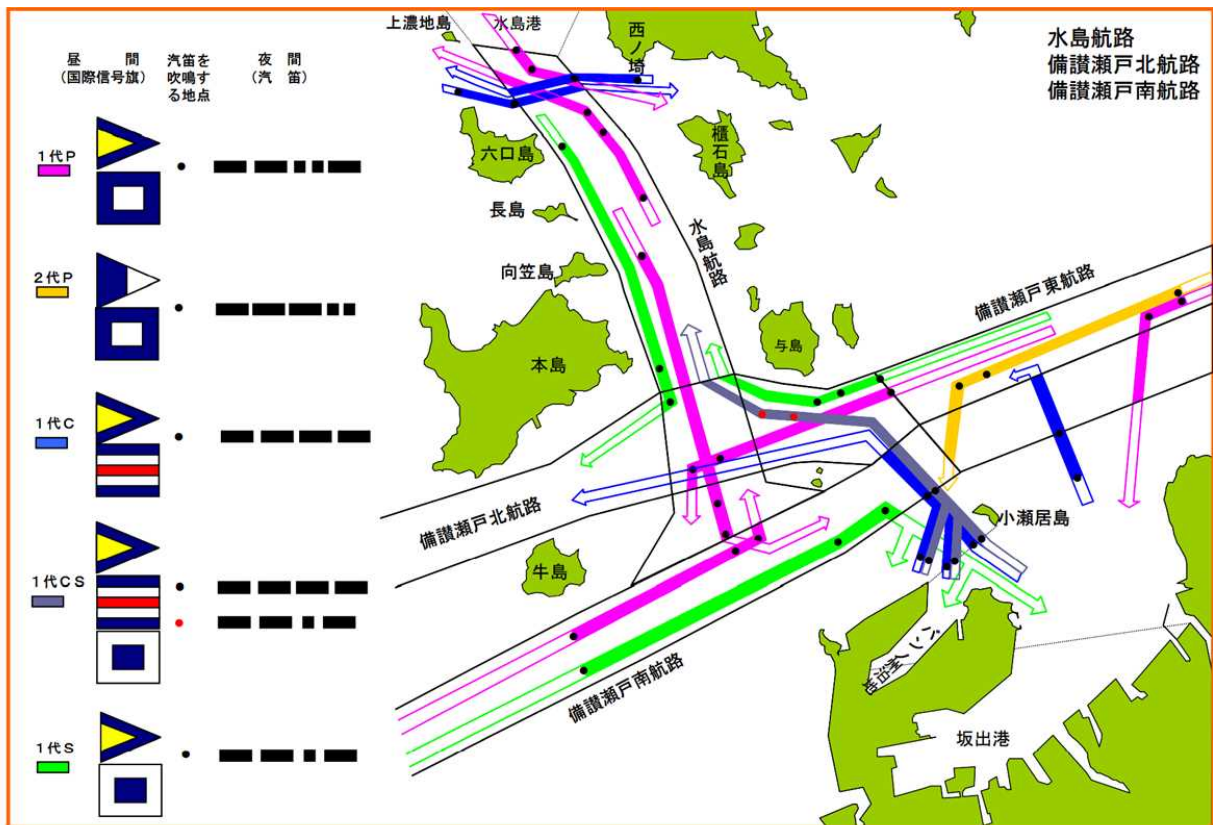 水島航路
備讃瀬戸北航路
備讃瀬戸南航路
昼 間
(国際信号旗)
汽笛を
吹鳴す
る地点
夜 間
(汽 笛)
1代P
2代P
1代C
1代CS
1代S
上濃地島
水島港
西ノ埼
六口島
櫃石島
長島
水島航路
向笠島
備讃瀬戸東航路
本島
与島
備讃瀬戸北航路
小瀬居島
牛島
備讃瀬戸南航路
坂出港